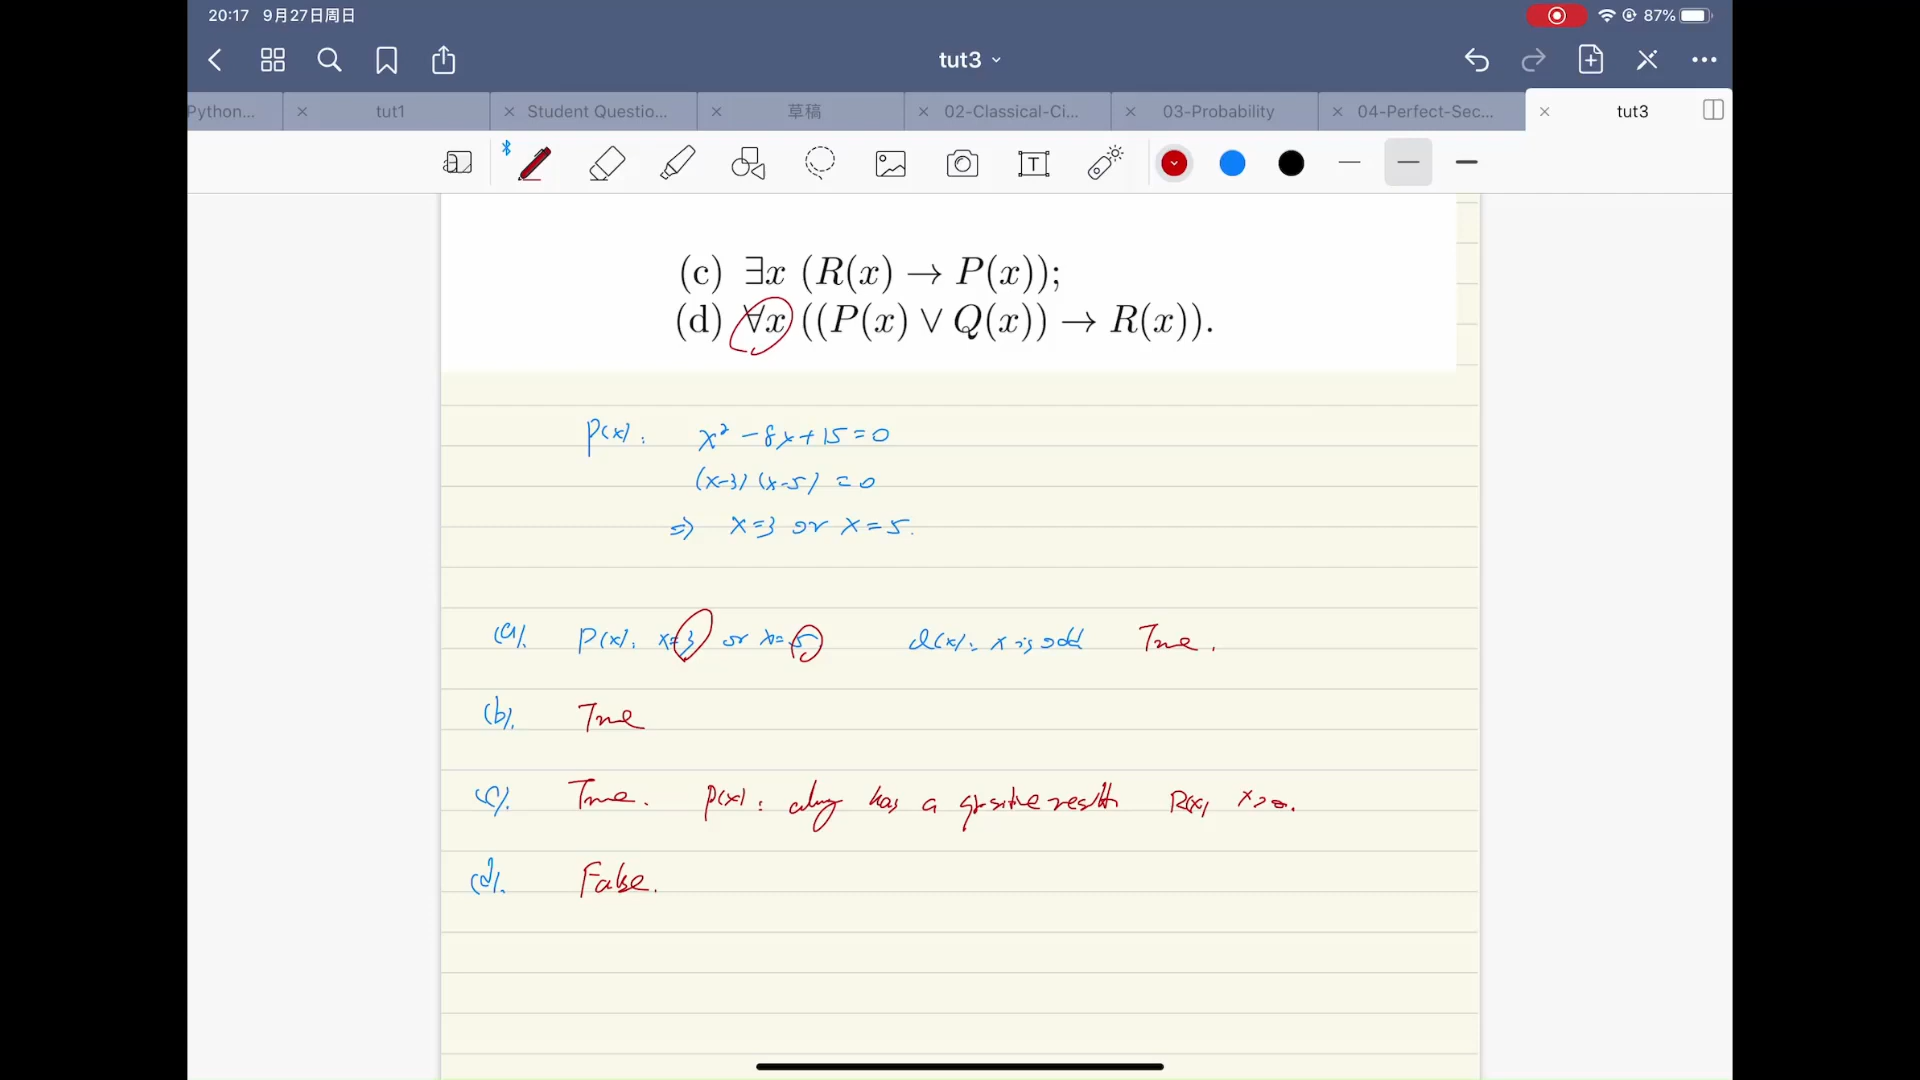 20:17 9月27日周日 87%
tut3
Python... tut1 Student Questio... 草稿 02-Classical-Ci... 03-Probability 04-Perfect-Sec... tut3
(c) ∃x (R(x) → P(x));
(d) ∀x ((P(x) ∨ Q(x)) → R(x)).
P(x): x² - 8x + 15 = 0
(x-3) (x-5) = 0
⇒ x=3 or x=5.
(a). P(x): x=3 or x=5 Q(x): x is odd True.
(b). True
(c). True. P(x): has a result R(x) x>0.
(d). False.